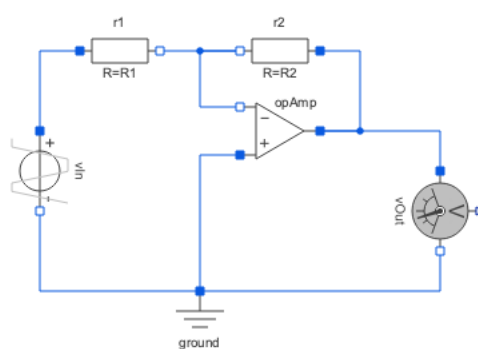 r1
r2
R=R1
R=R2
opAmp
−
+
+
-
vIn
vOut
V
ground